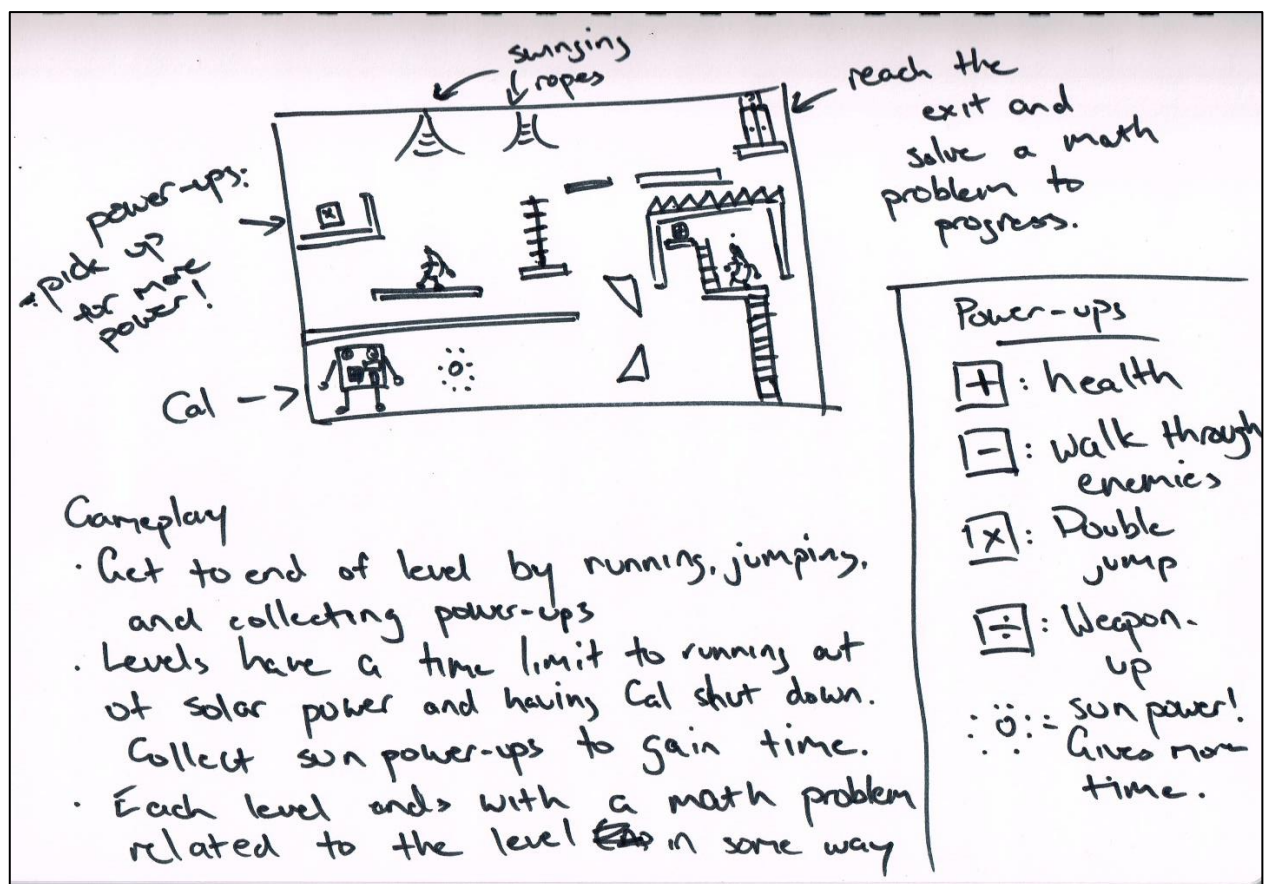 swinging
ropes
reach the
exit and
solve a math
problem to
progress.
power-ups:
pick up
for more
power!
Cal
Power-ups
+ : health
- : walk through
enemies
x : Double
jump
÷ : Weapon-
up
: sun power!
Gives more
time.
Gameplay
· Get to end of level by running, jumping,
and collecting power-ups
· Levels have a time limit to running out
of solar power and having Cal shut down.
Collect sun power-ups to gain time.
· Each level ends with a math problem
related to the level in some way